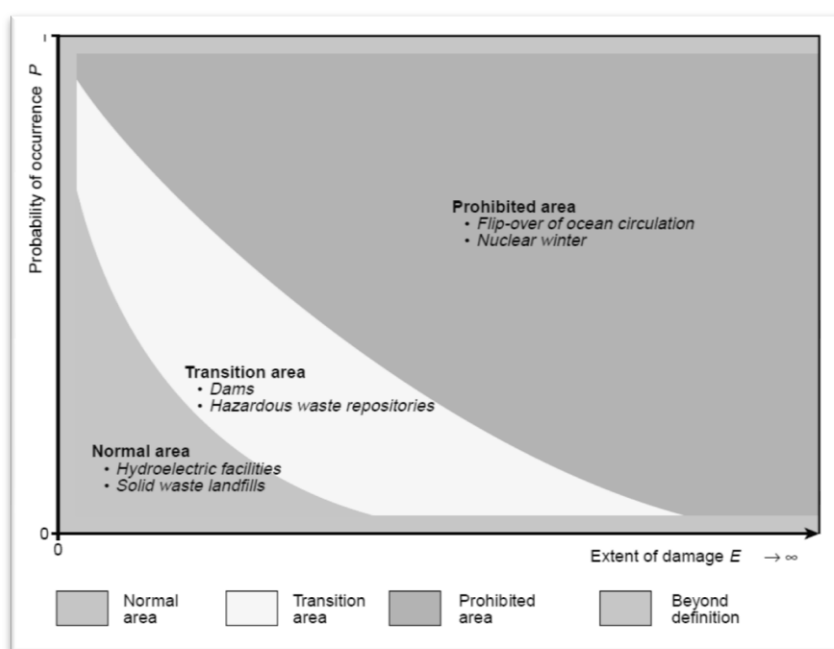 1
Probability of occurrence P
Prohibited area
• Flip-over of ocean circulation
• Nuclear winter
Transition area
• Dams
• Hazardous waste repositories
Normal area
• Hydroelectric facilities
• Solid waste landfills
0
0
Extent of damage E → ∞
Normal area
Transition area
Prohibited area
Beyond definition